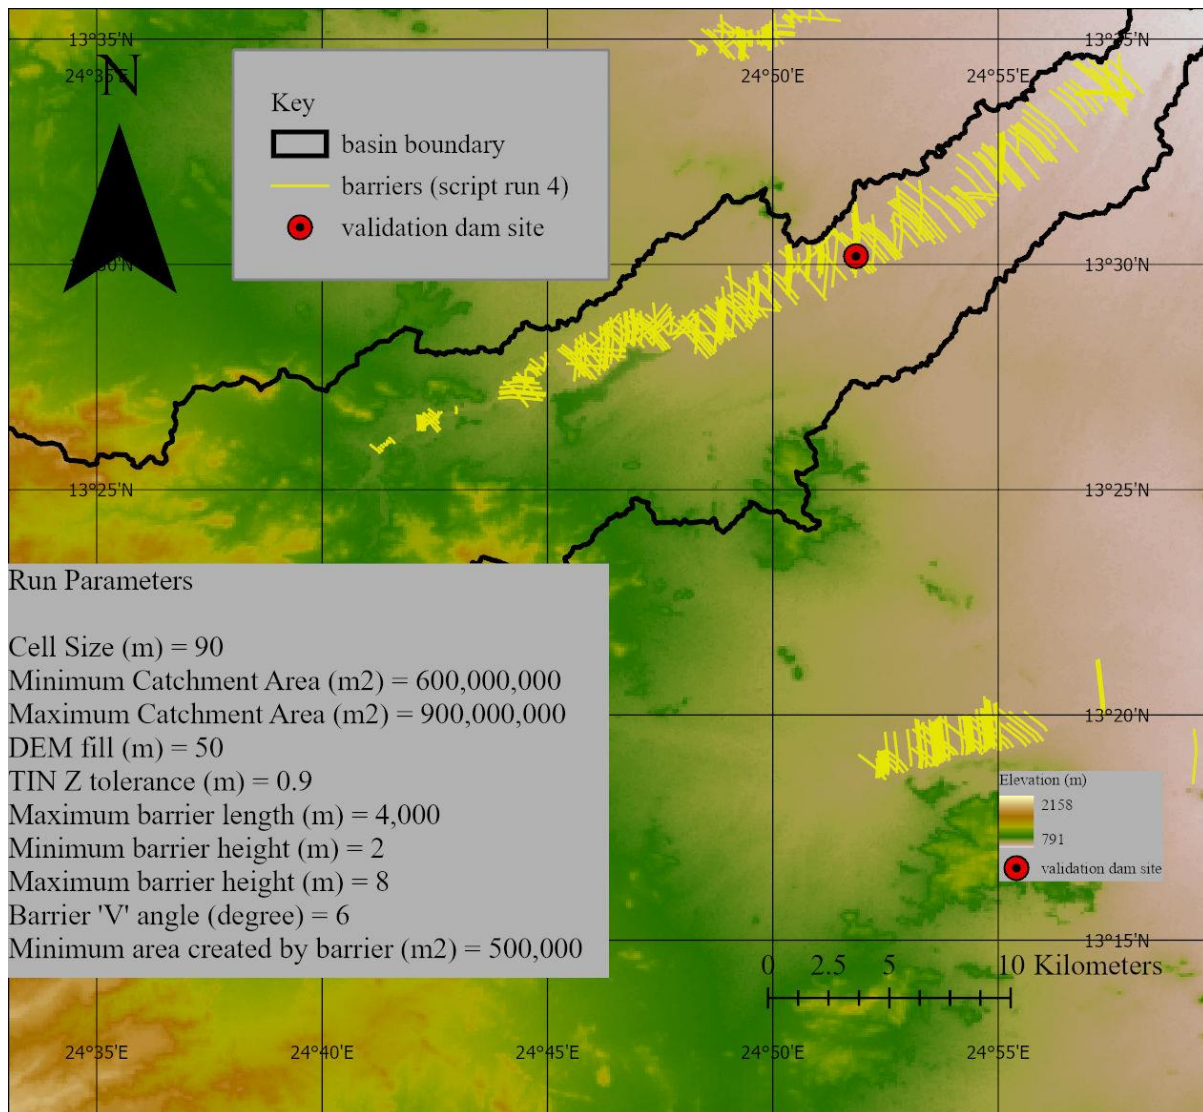 13°35'N
13°35'N
24°35'E
24°50'E
24°55'E
N
Key
basin boundary
barriers (script run 4)
validation dam site
13°30'N
13°25'N
13°25'N
Run Parameters
Cell Size (m) = 90
Minimum Catchment Area (m2) = 600,000,000
Maximum Catchment Area (m2) = 900,000,000
DEM fill (m) = 50
TIN Z tolerance (m) = 0.9
Maximum barrier length (m) = 4,000
Minimum barrier height (m) = 2
Maximum barrier height (m) = 8
Barrier 'V' angle (degree) = 6
Minimum area created by barrier (m2) = 500,000
13°20'N
Elevation (m)
2158
791
validation dam site
13°15'N
0 2.5 5 10 Kilometers
24°35'E
24°40'E
24°45'E
24°50'E
24°55'E